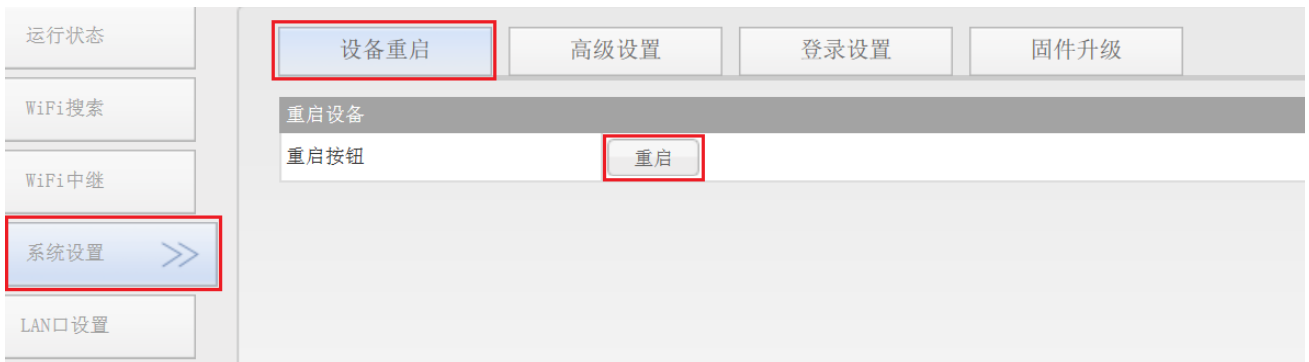 运行状态
WiFi搜索
WiFi中继
系统设置
LAN口设置
设备重启
高级设置
登录设置
固件升级
重启设备
重启按钮
重启